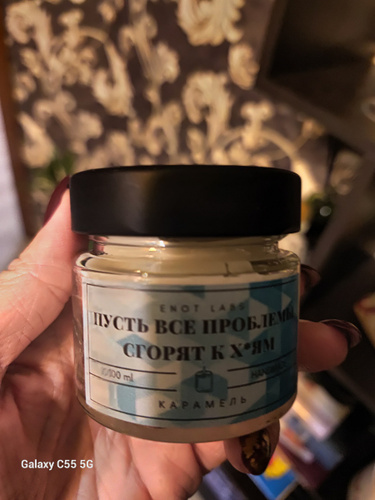 ENOT LABS
ПУСТЬ ВСЕ ПРОБЛЕМЫ
СГОРЯТ К Х*ЯМ
100 ml
КАРАМЕЛЬ
Galaxy C55 5G